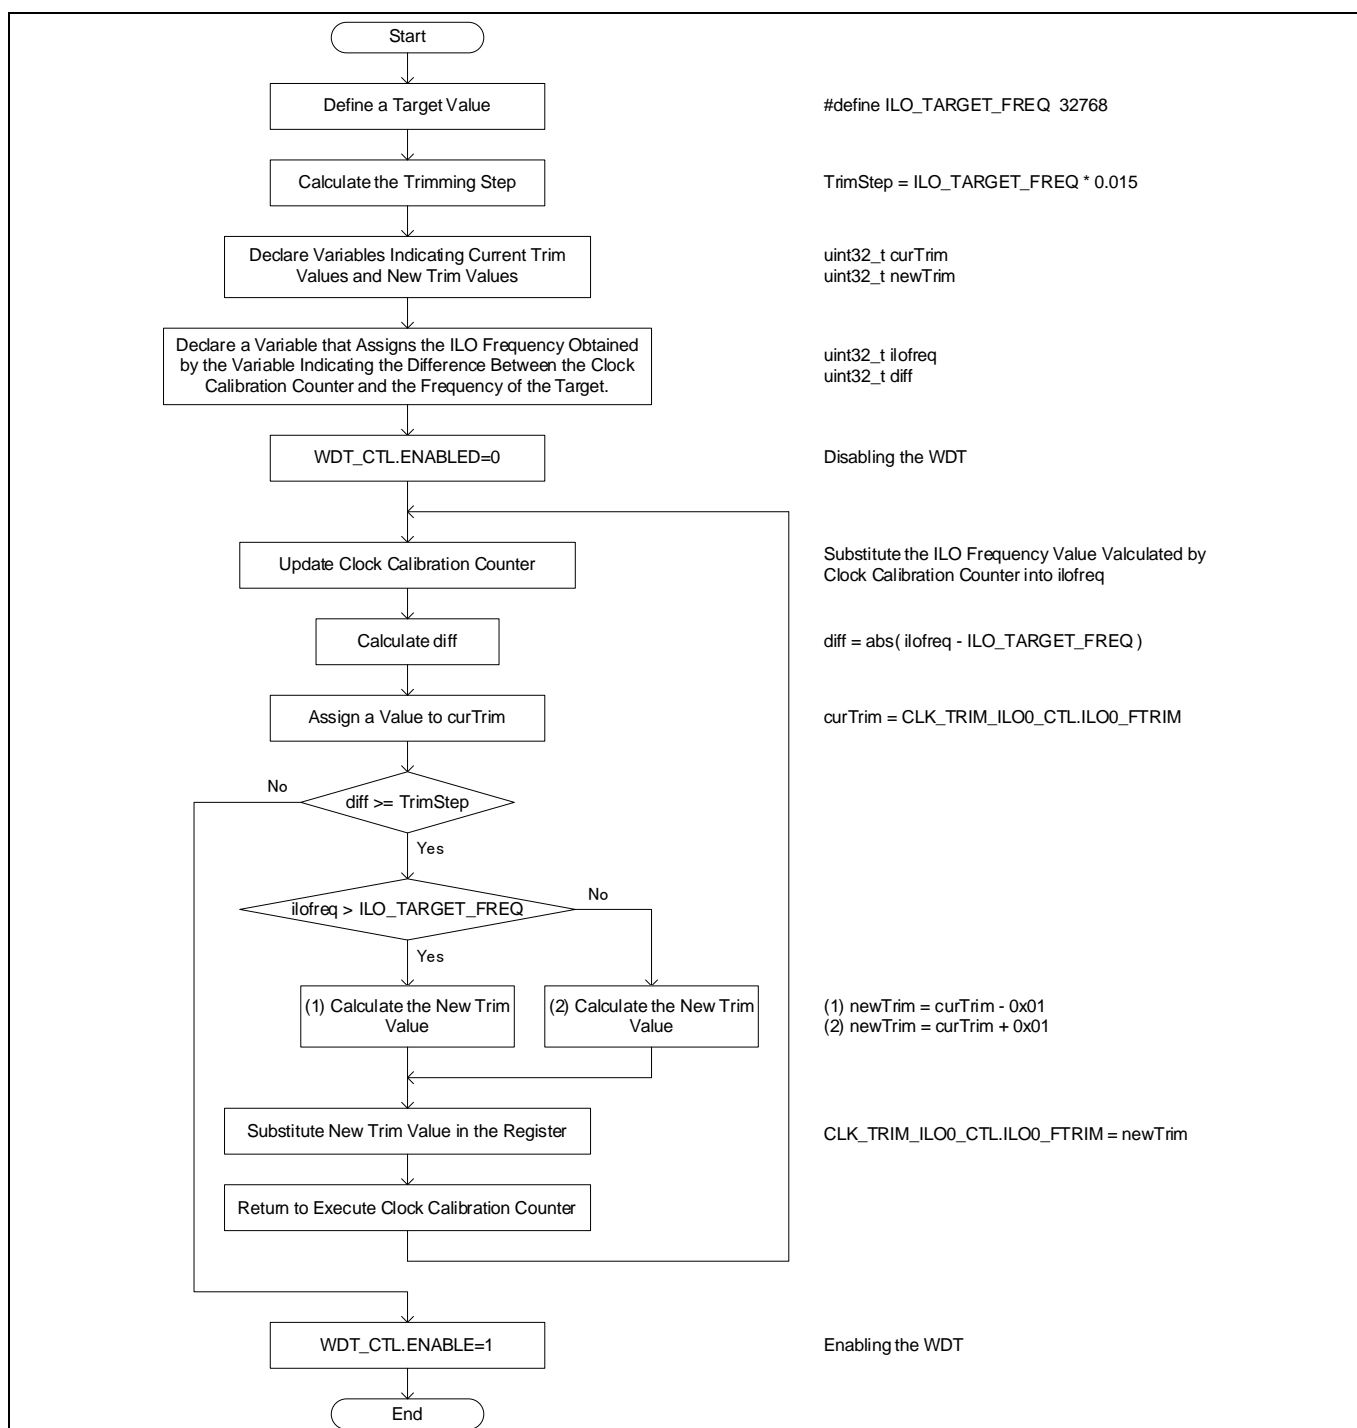 Start
Define a Target Value
#define ILO_TARGET_FREQ 32768
Calculate the Trimming Step
TrimStep = ILO_TARGET_FREQ * 0.015
Declare Variables Indicating Current Trim
Values and New Trim Values
uint32_t curTrim
uint32_t newTrim
Declare a Variable that Assigns the ILO Frequency Obtained
by the Variable Indicating the Difference Between the Clock
Calibration Counter and the Frequency of the Target.
uint32_t ilofreq
uint32_t diff
WDT_CTL.ENABLED=0
Disabling the WDT
Update Clock Calibration Counter
Substitute the ILO Frequency Value Valculated by
Clock Calibration Counter into ilofreq
Calculate diff
diff = abs( ilofreq - ILO_TARGET_FREQ )
Assign a Value to curTrim
curTrim = CLK_TRIM_ILO0_CTL.ILO0_FTRIM
No
diff >= TrimStep
Yes
No
ilofreq > ILO_TARGET_FREQ
Yes
(1) Calculate the New Trim
Value
(2) Calculate the New Trim
Value
(1) newTrim = curTrim - 0x01
(2) newTrim = curTrim + 0x01
Substitute New Trim Value in the Register
CLK_TRIM_ILO0_CTL.ILO0_FTRIM = newTrim
Return to Execute Clock Calibration Counter
WDT_CTL.ENABLE=1
Enabling the WDT
End